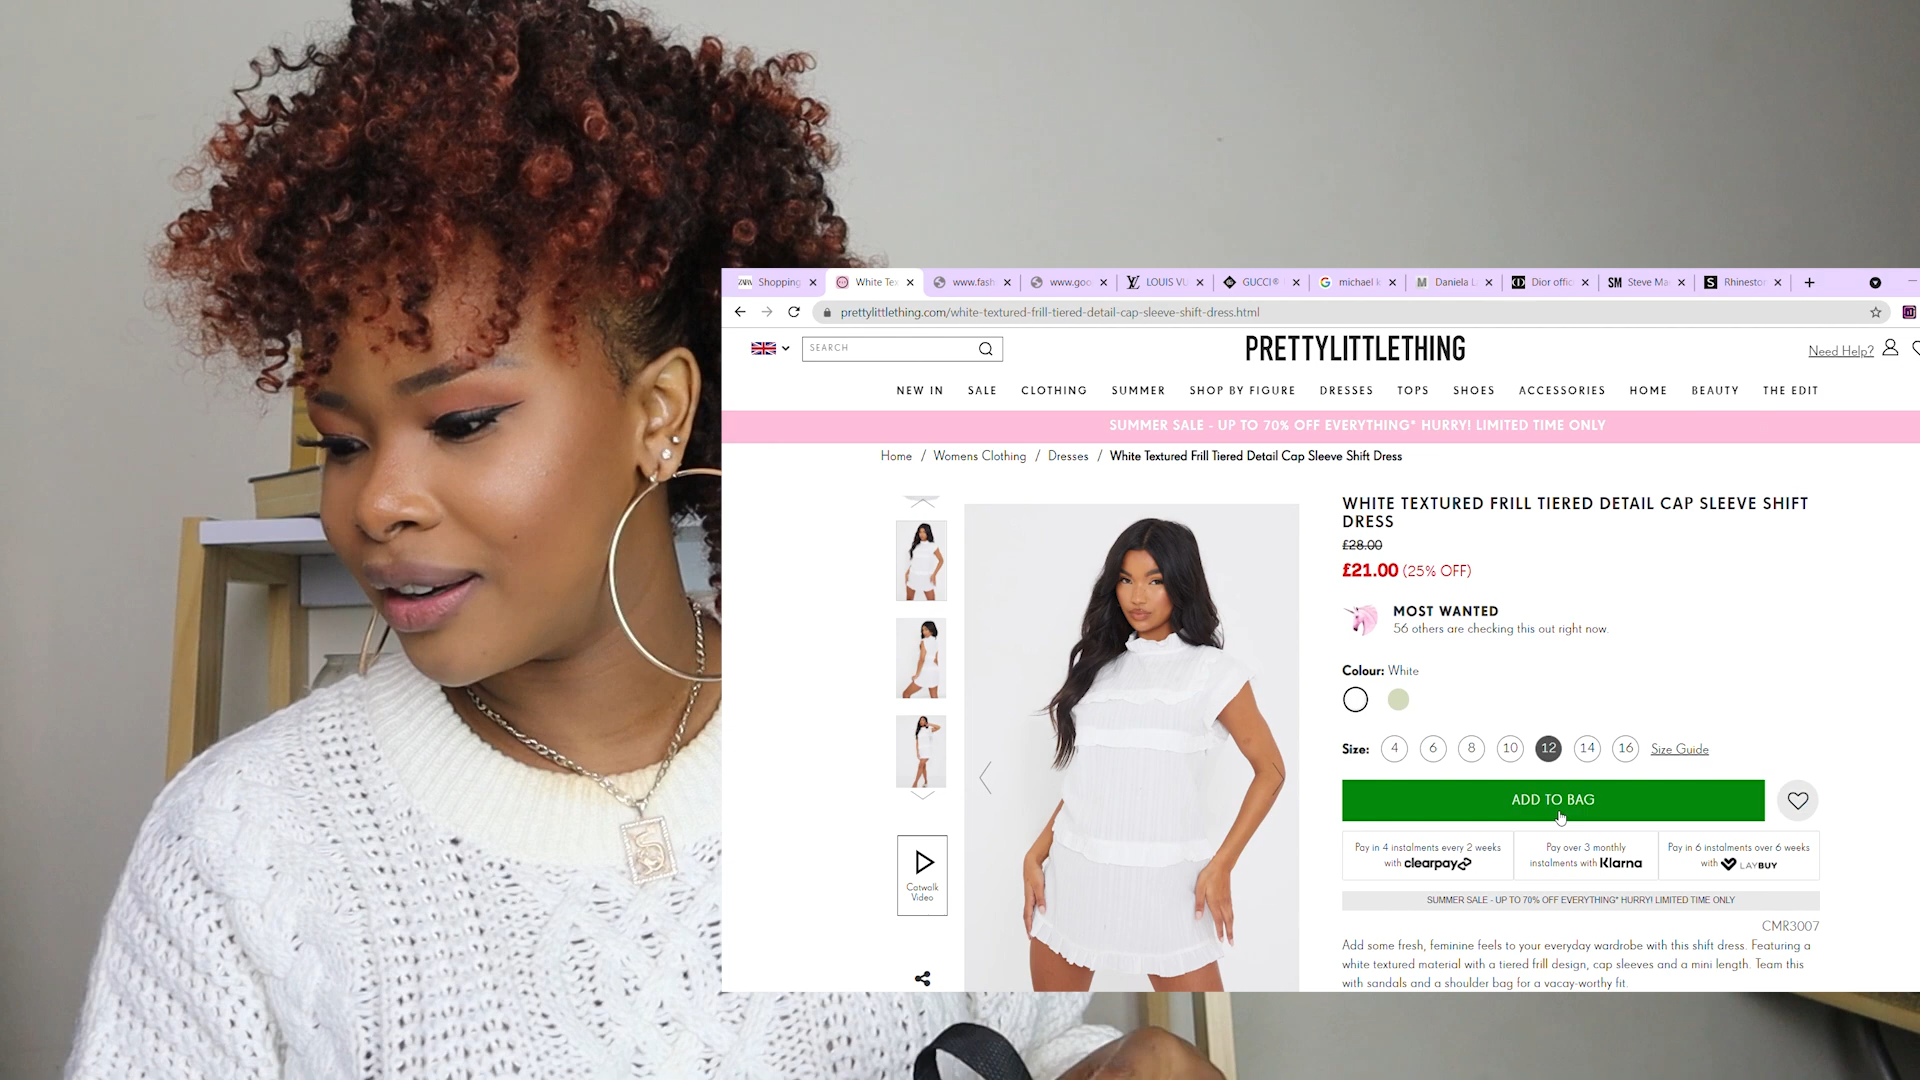 ZARA Shopping
White Tex
www.fash
www.goo
LOUIS VU
GUCCI®
michael k
Daniela L
Dior offic
SM Steve Ma
Rhinestor
prettylittlething.com/white-textured-frill-tiered-detail-cap-sleeve-shift-dress.html
SEARCH
PRETTYLITTLETHING
Need Help?
NEW IN SALE CLOTHING SUMMER SHOP BY FIGURE DRESSES TOPS SHOES ACCESSORIES HOME BEAUTY THE EDIT
SUMMER SALE - UP TO 70% OFF EVERYTHING* HURRY! LIMITED TIME ONLY
Home / Womens Clothing / Dresses / White Textured Frill Tiered Detail Cap Sleeve Shift Dress
WHITE TEXTURED FRILL TIERED DETAIL CAP SLEEVE SHIFT
DRESS
£28.00
£21.00 (25% OFF)
MOST WANTED
56 others are checking this out right now.
Colour: White
Size: 4 6 8 10 12 14 16 Size Guide
ADD TO BAG
Pay in 4 instalments every 2 weeks
with clearpay
Pay over 3 monthly
instalments with Klarna
Pay in 6 instalments over 6 weeks
with LAYBUY
Catwalk
Video
SUMMER SALE - UP TO 70% OFF EVERYTHING* HURRY! LIMITED TIME ONLY
CMR3007
Add some fresh, feminine feels to your everyday wardrobe with this shift dress. Featuring a
white textured material with a tiered frill design, cap sleeves and a mini length. Team this
with sandals and a shoulder bag for a vacay-worthy fit.